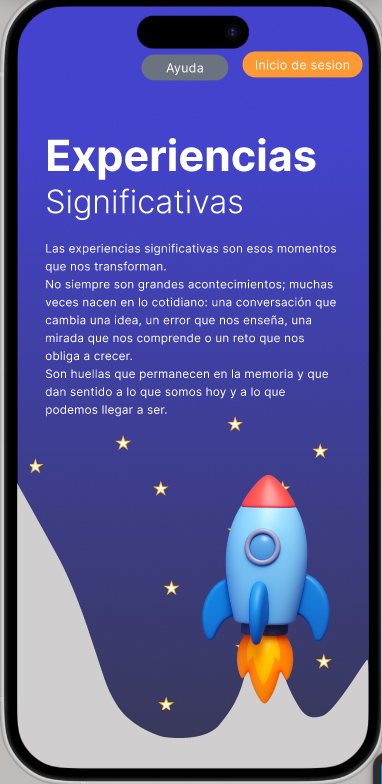 Ayuda
Inicio de sesion
Experiencias
Significativas
Las experiencias significativas son esos momentos
que nos transforman.
No siempre son grandes acontecimientos; muchas
veces nacen en lo cotidiano: una conversación que
cambia una idea, un error que nos enseña, una
mirada que nos comprende o un reto que nos
obliga a crecer.
Son huellas que permanecen en la memoria y que
dan sentido a lo que somos hoy y a lo que
podemos llegar a ser.